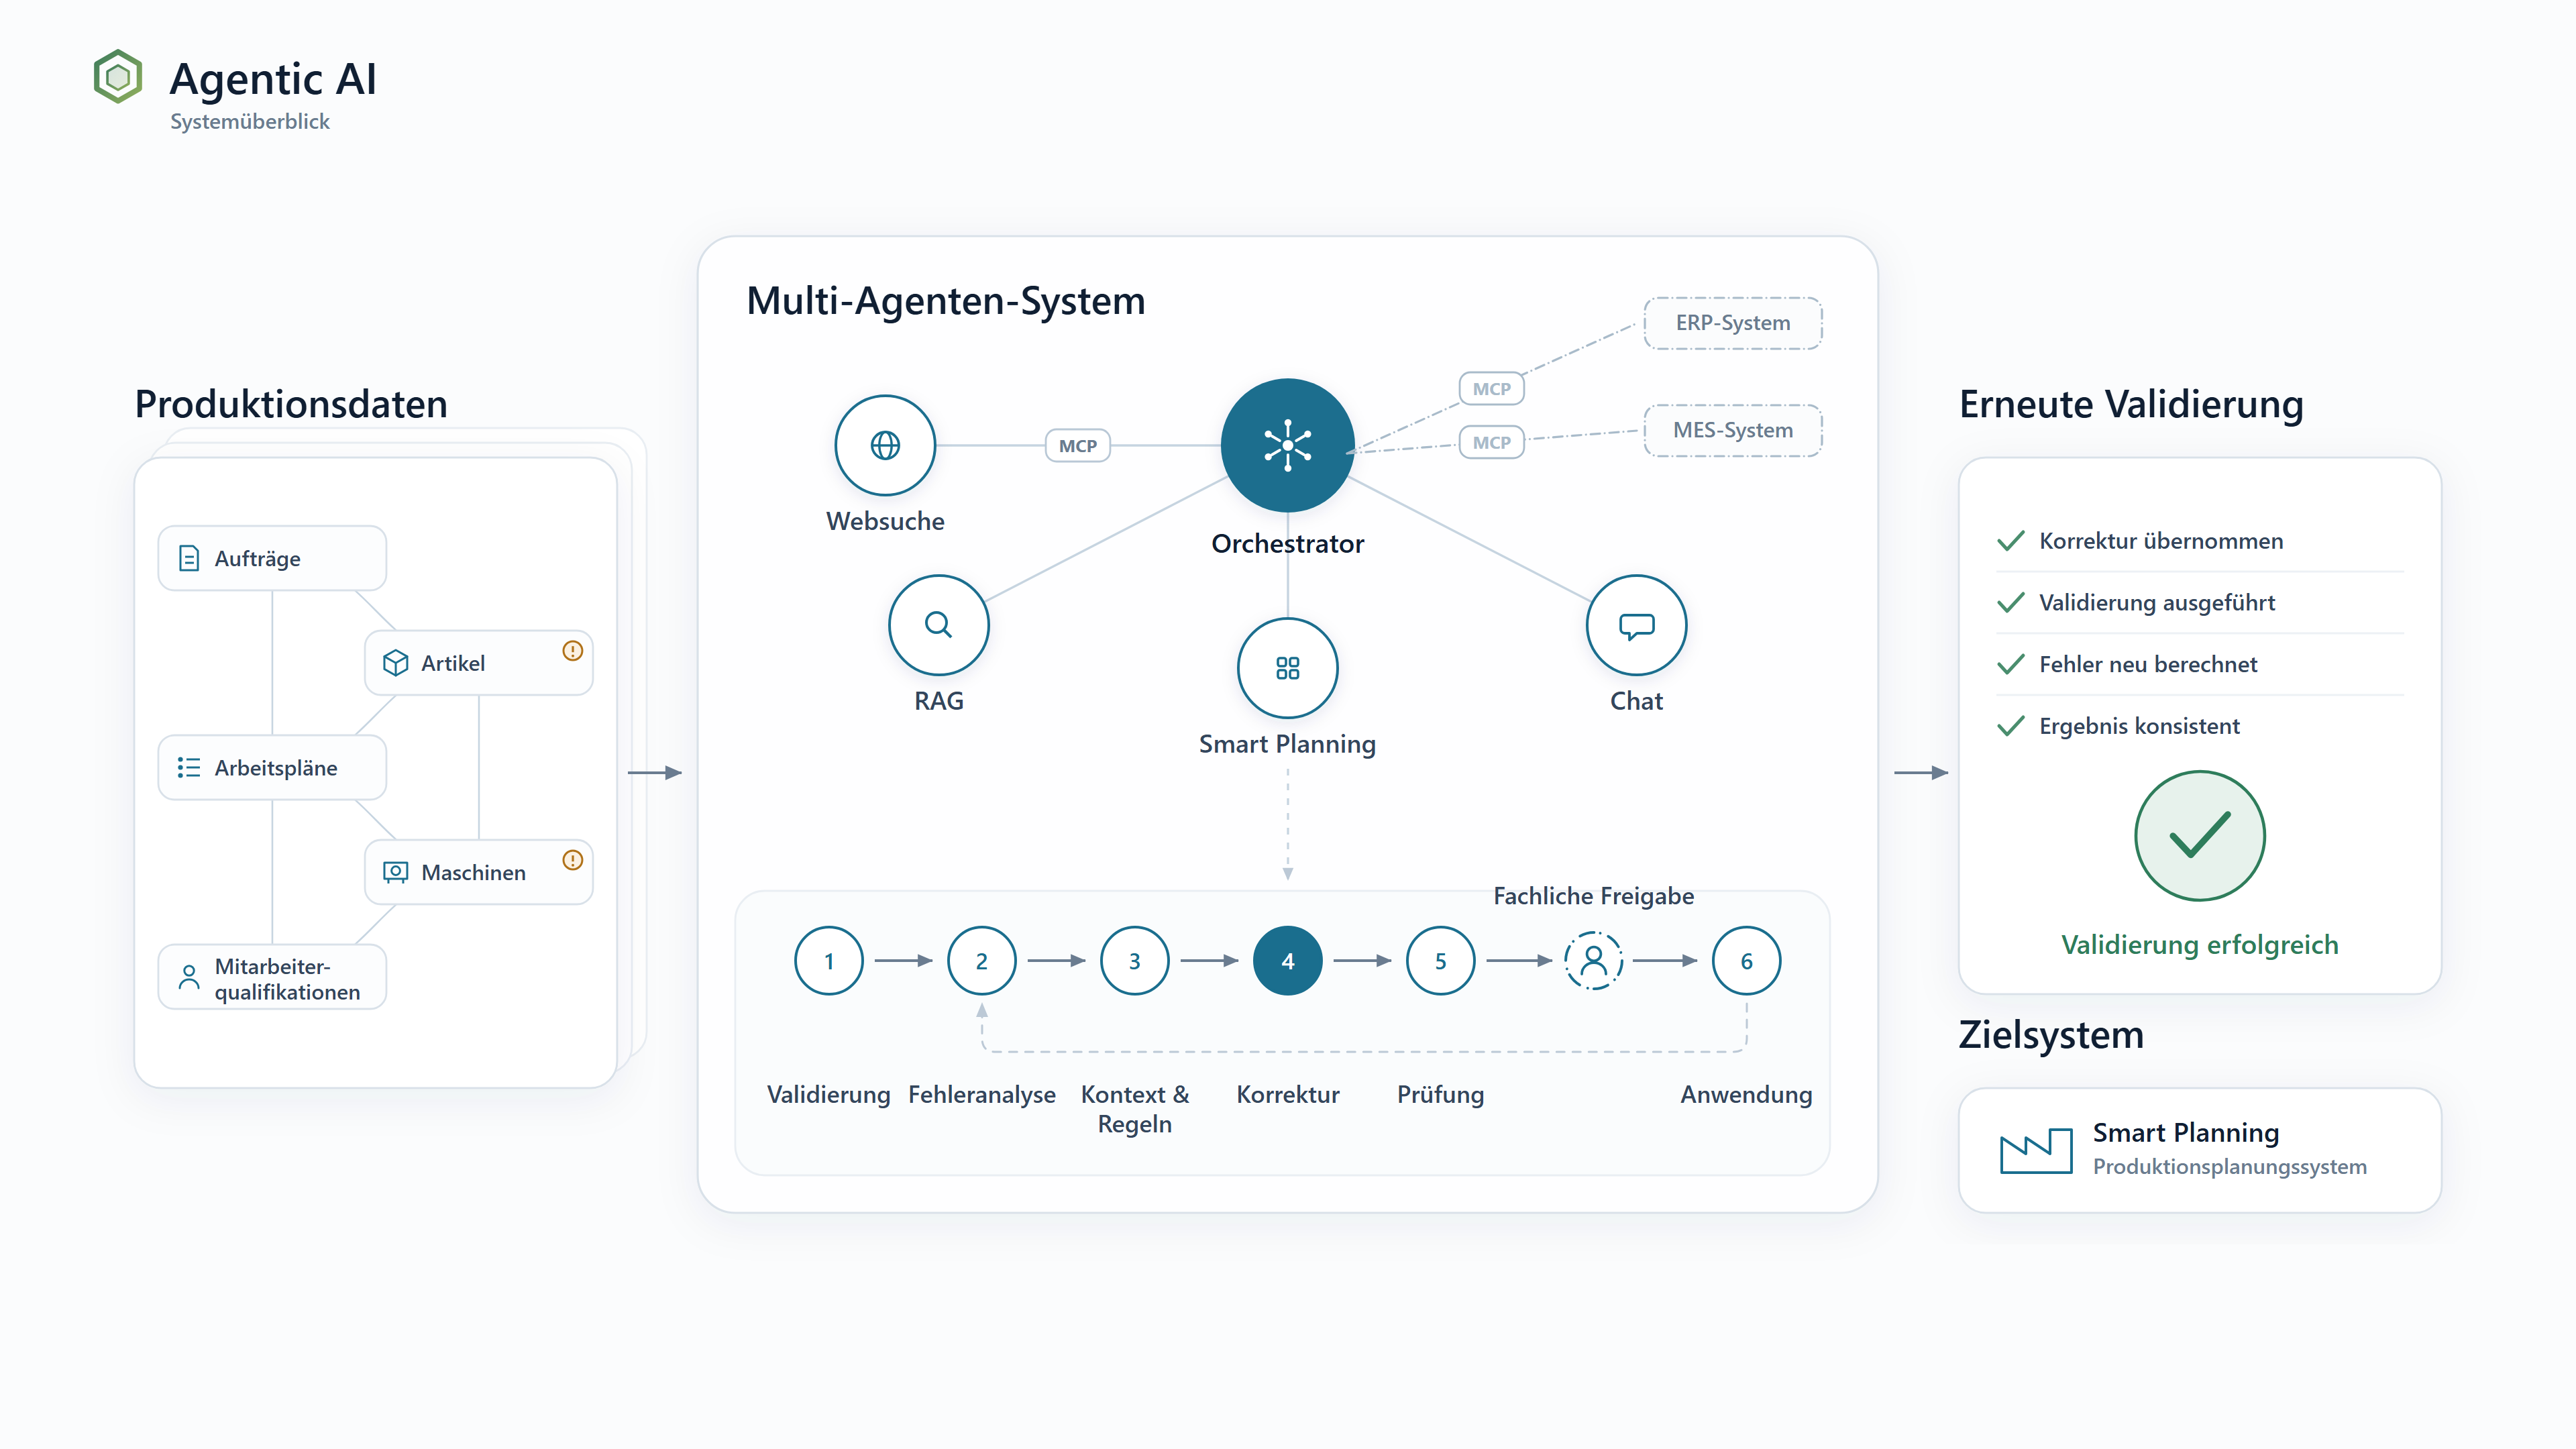 Agentic AI
Systemüberblick
Produktionsdaten
Aufträge
Artikel
Arbeitspläne
Maschinen
Mitarbeiter-
qualifikationen
Multi-Agenten-System
ERP-System
MCP
MES-System
MCP
MCP
Websuche
Orchestrator
RAG
Smart Planning
Chat
Fachliche Freigabe
1
2
3
4
5
6
Validierung
Fehleranalyse
Kontext &
Regeln
Korrektur
Prüfung
Anwendung
Erneute Validierung
Korrektur übernommen
Validierung ausgeführt
Fehler neu berechnet
Ergebnis konsistent
Validierung erfolgreich
Zielsystem
Smart Planning
Produktionsplanungssystem